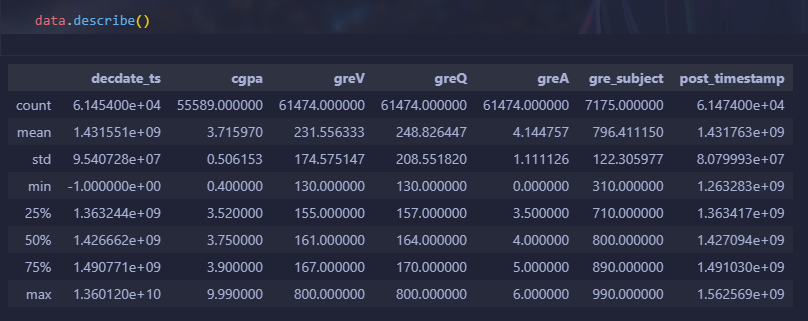 data.describe()
decdate_ts cgpa greV greQ greA gre_subject post_timestamp
count 6.145400e+04 55589.000000 61474.000000 61474.000000 61474.000000 7175.000000 6.147400e+04
mean 1.431551e+09 3.715970 231.556333 248.826447 4.144757 796.411150 1.431763e+09
std 9.540728e+07 0.506153 174.575147 208.551820 1.111126 122.305977 8.079993e+07
min -1.000000e+00 0.400000 130.000000 130.000000 0.000000 310.000000 1.263283e+09
25% 1.363244e+09 3.520000 155.000000 157.000000 3.500000 710.000000 1.363417e+09
50% 1.426662e+09 3.750000 161.000000 164.000000 4.000000 800.000000 1.427094e+09
75% 1.490771e+09 3.900000 167.000000 170.000000 5.000000 890.000000 1.491030e+09
max 1.360120e+10 9.990000 800.000000 800.000000 6.000000 990.000000 1.562569e+09